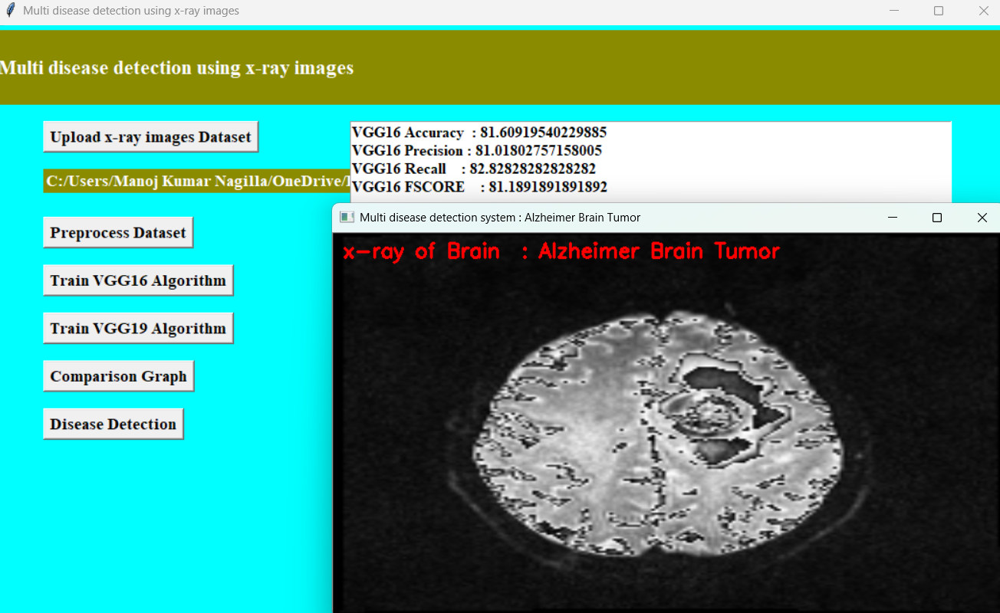 Multi disease detection using x-ray images
Multi disease detection using x-ray images
Upload x-ray images Dataset
C:/Users/Manoj Kumar Nagilla/OneDrive/
Preprocess Dataset
Train VGG16 Algorithm
Train VGG19 Algorithm
Comparison Graph
Disease Detection
VGG16 Accuracy : 81.60919540229885
VGG16 Precision : 81.01802757158005
VGG16 Recall : 82.82828282828282
VGG16 FSCORE : 81.1891891891892
Multi disease detection system : Alzheimer Brain Tumor
x-ray of Brain : Alzheimer Brain Tumor